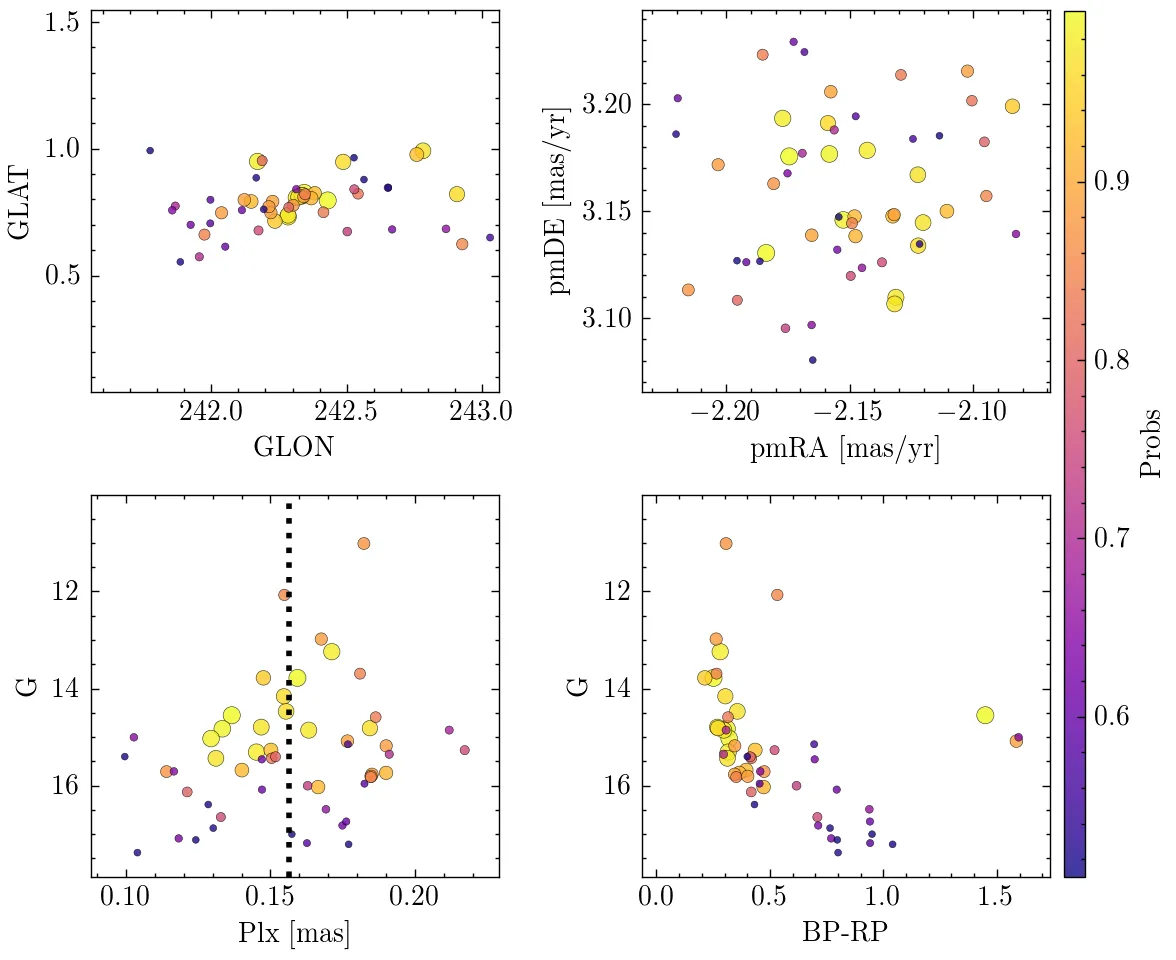 1.5
1.0
0.5
GLAT
242.0 242.5 243.0
GLON
3.20
3.15
3.10
pmDE [mas/yr]
−2.20 −2.15 −2.10
pmRA [mas/yr]
12
14
16
G
0.10 0.15 0.20
Plx [mas]
12
14
16
G
0.0 0.5 1.0 1.5
BP-RP
0.9
0.8
0.7
0.6
Probs